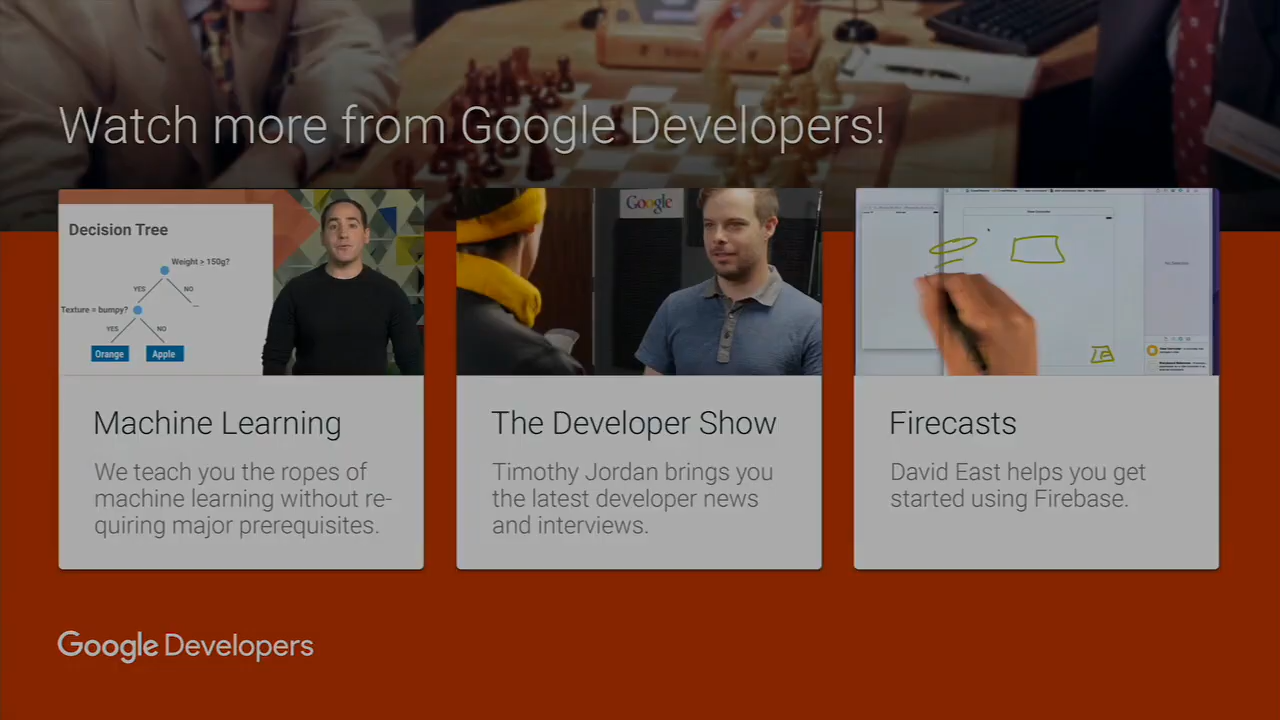 Watch more from Google Developers!
Decision Tree
Weight > 150g?
YES
NO
Texture = bumpy?
YES
NO
Orange
Apple
Google
Machine Learning
We teach you the ropes of
machine learning without re-
quiring major prerequisites.
The Developer Show
Timothy Jordan brings you
the latest developer news
and interviews.
Firecasts
David East helps you get
started using Firebase.
Google Developers